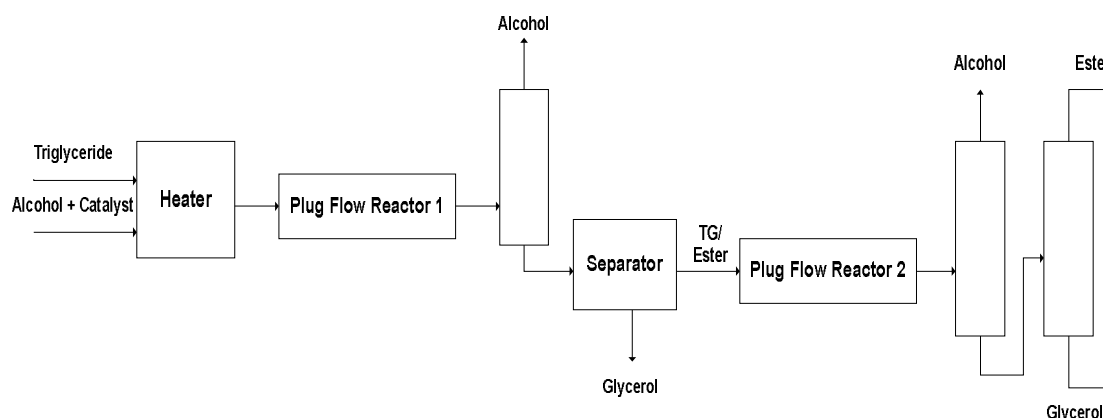 Alcohol
Alcohol
Este
Triglyceride
Alcohol + Catalyst
Heater
Plug Flow Reactor 1
Separator
TG/
Ester
Plug Flow Reactor 2
Glycerol
Glycerol